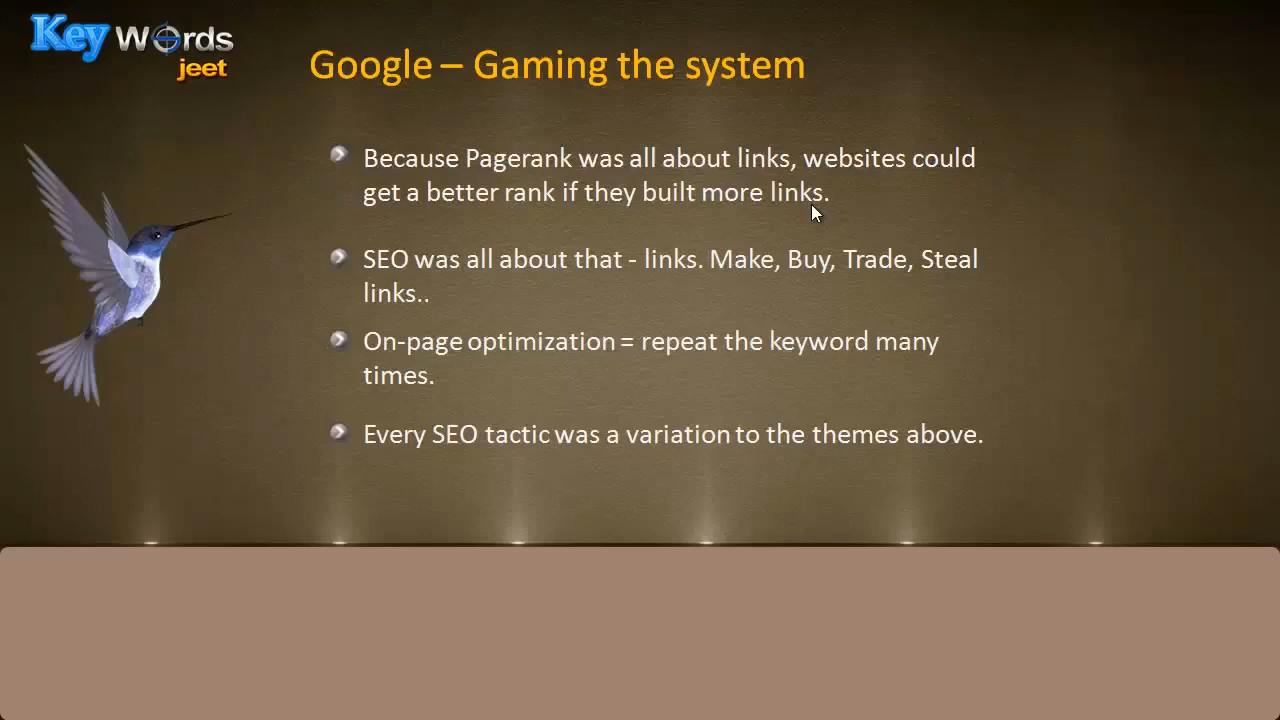 Key Words
jeet
Google – Gaming the system
Because Pagerank was all about links, websites could
get a better rank if they built more links.
SEO was all about that - links. Make, Buy, Trade, Steal
links..
On-page optimization = repeat the keyword many
times.
Every SEO tactic was a variation to the themes above.